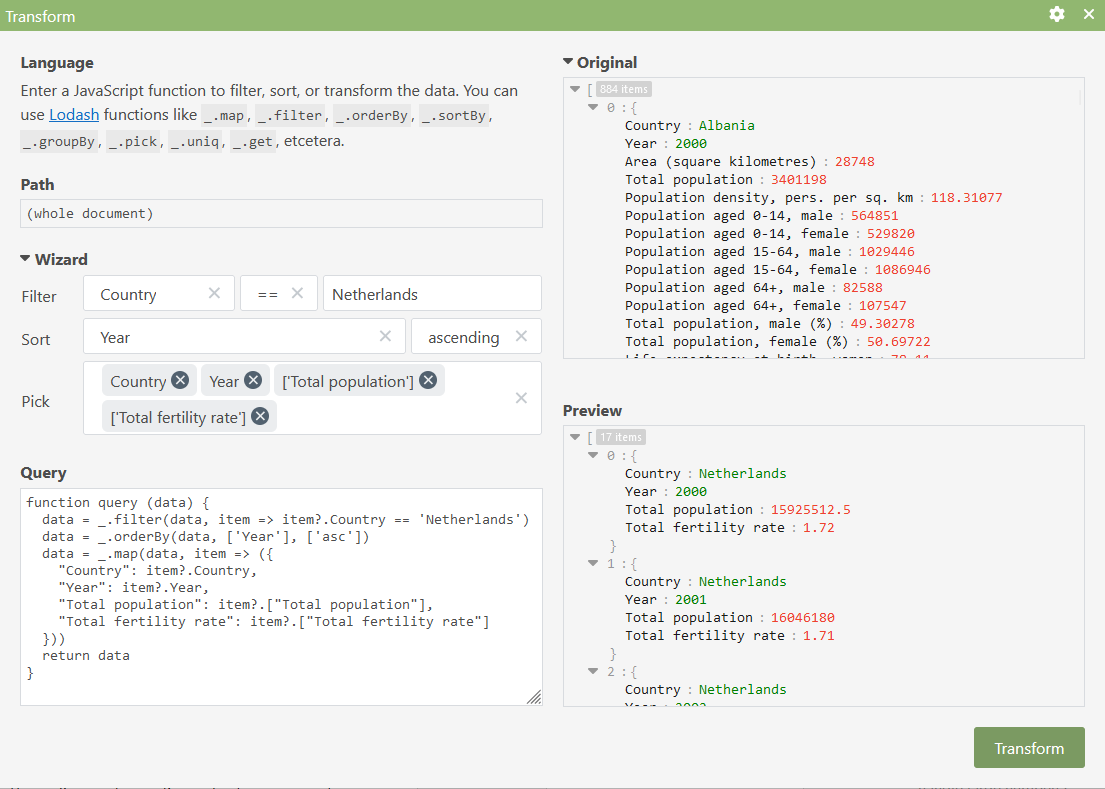 Transform
Language
Enter a JavaScript function to filter, sort, or transform the data. You can
use Lodash functions like _.map, _.filter, _.orderBy, _.sortBy,
_.groupBy, _.pick, _.uniq, _.get, etcetera.
Path
(whole document)
Wizard
Filter Country == Netherlands
Sort Year ascending
Pick Country Year ['Total population']
['Total fertility rate']
Query
function query (data) {
  data = _.filter(data, item => item?.Country == 'Netherlands')
  data = _.orderBy(data, ['Year'], ['asc'])
  data = _.map(data, item => ({
    "Country": item?.Country,
    "Year": item?.Year,
    "Total population": item?.["Total population"],
    "Total fertility rate": item?.["Total fertility rate"]
  }))
  return data
}
Original
[ 884 items
0 : {
Country : Albania
Year : 2000
Area (square kilometres) : 28748
Total population : 3401198
Population density, pers. per sq. km : 118.31077
Population aged 0-14, male : 564851
Population aged 0-14, female : 529820
Population aged 15-64, male : 1029446
Population aged 15-64, female : 1086946
Population aged 64+, male : 82588
Population aged 64+, female : 107547
Total population, male (%) : 49.30278
Total population, female (%) : 50.69722
Preview
[ 17 items
0 : {
Country : Netherlands
Year : 2000
Total population : 15925512.5
Total fertility rate : 1.72
}
1 : {
Country : Netherlands
Year : 2001
Total population : 16046180
Total fertility rate : 1.71
}
2 : {
Country : Netherlands
Transform